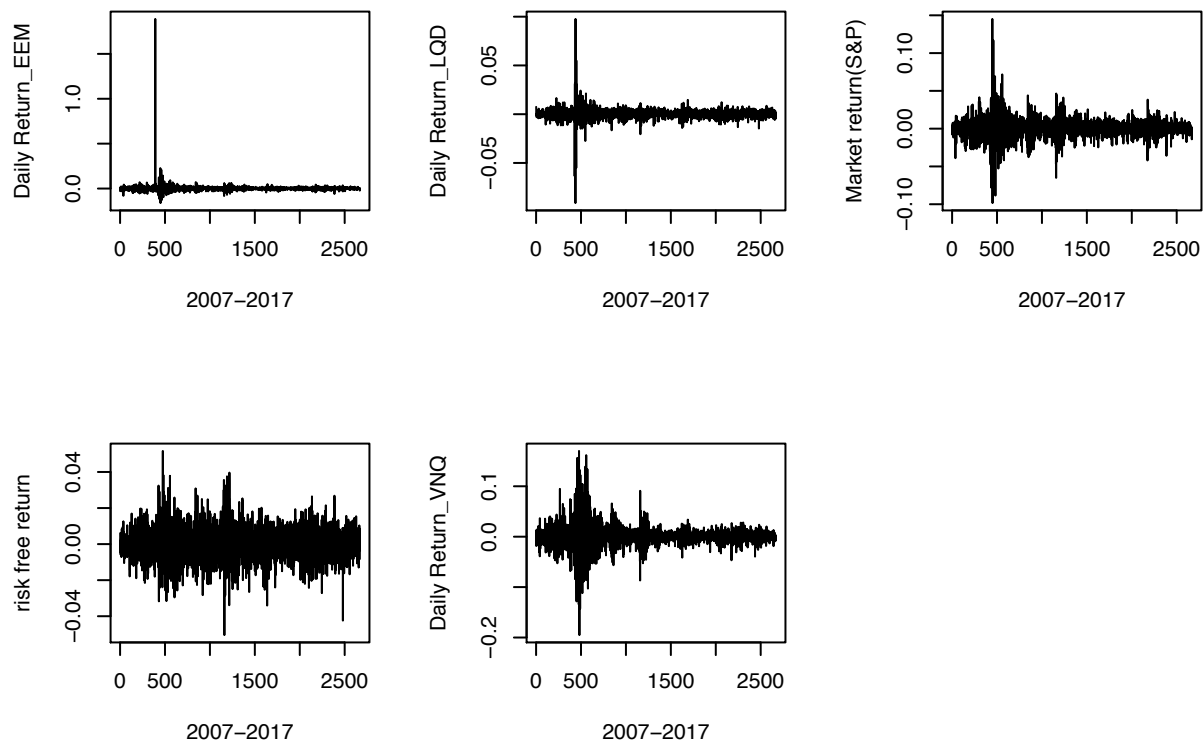 Daily Return_EEM
0.0 1.0
0 500 1500 2500
2007−2017
Daily Return_LQD
−0.05 0.05
0 500 1500 2500
2007−2017
Market return(S&P)
−0.10 0.00 0.10
0 500 1500 2500
2007−2017
risk free return
−0.04 0.00 0.04
0 500 1500 2500
2007−2017
Daily Return_VNQ
−0.2 0.0 0.1
0 500 1500 2500
2007−2017